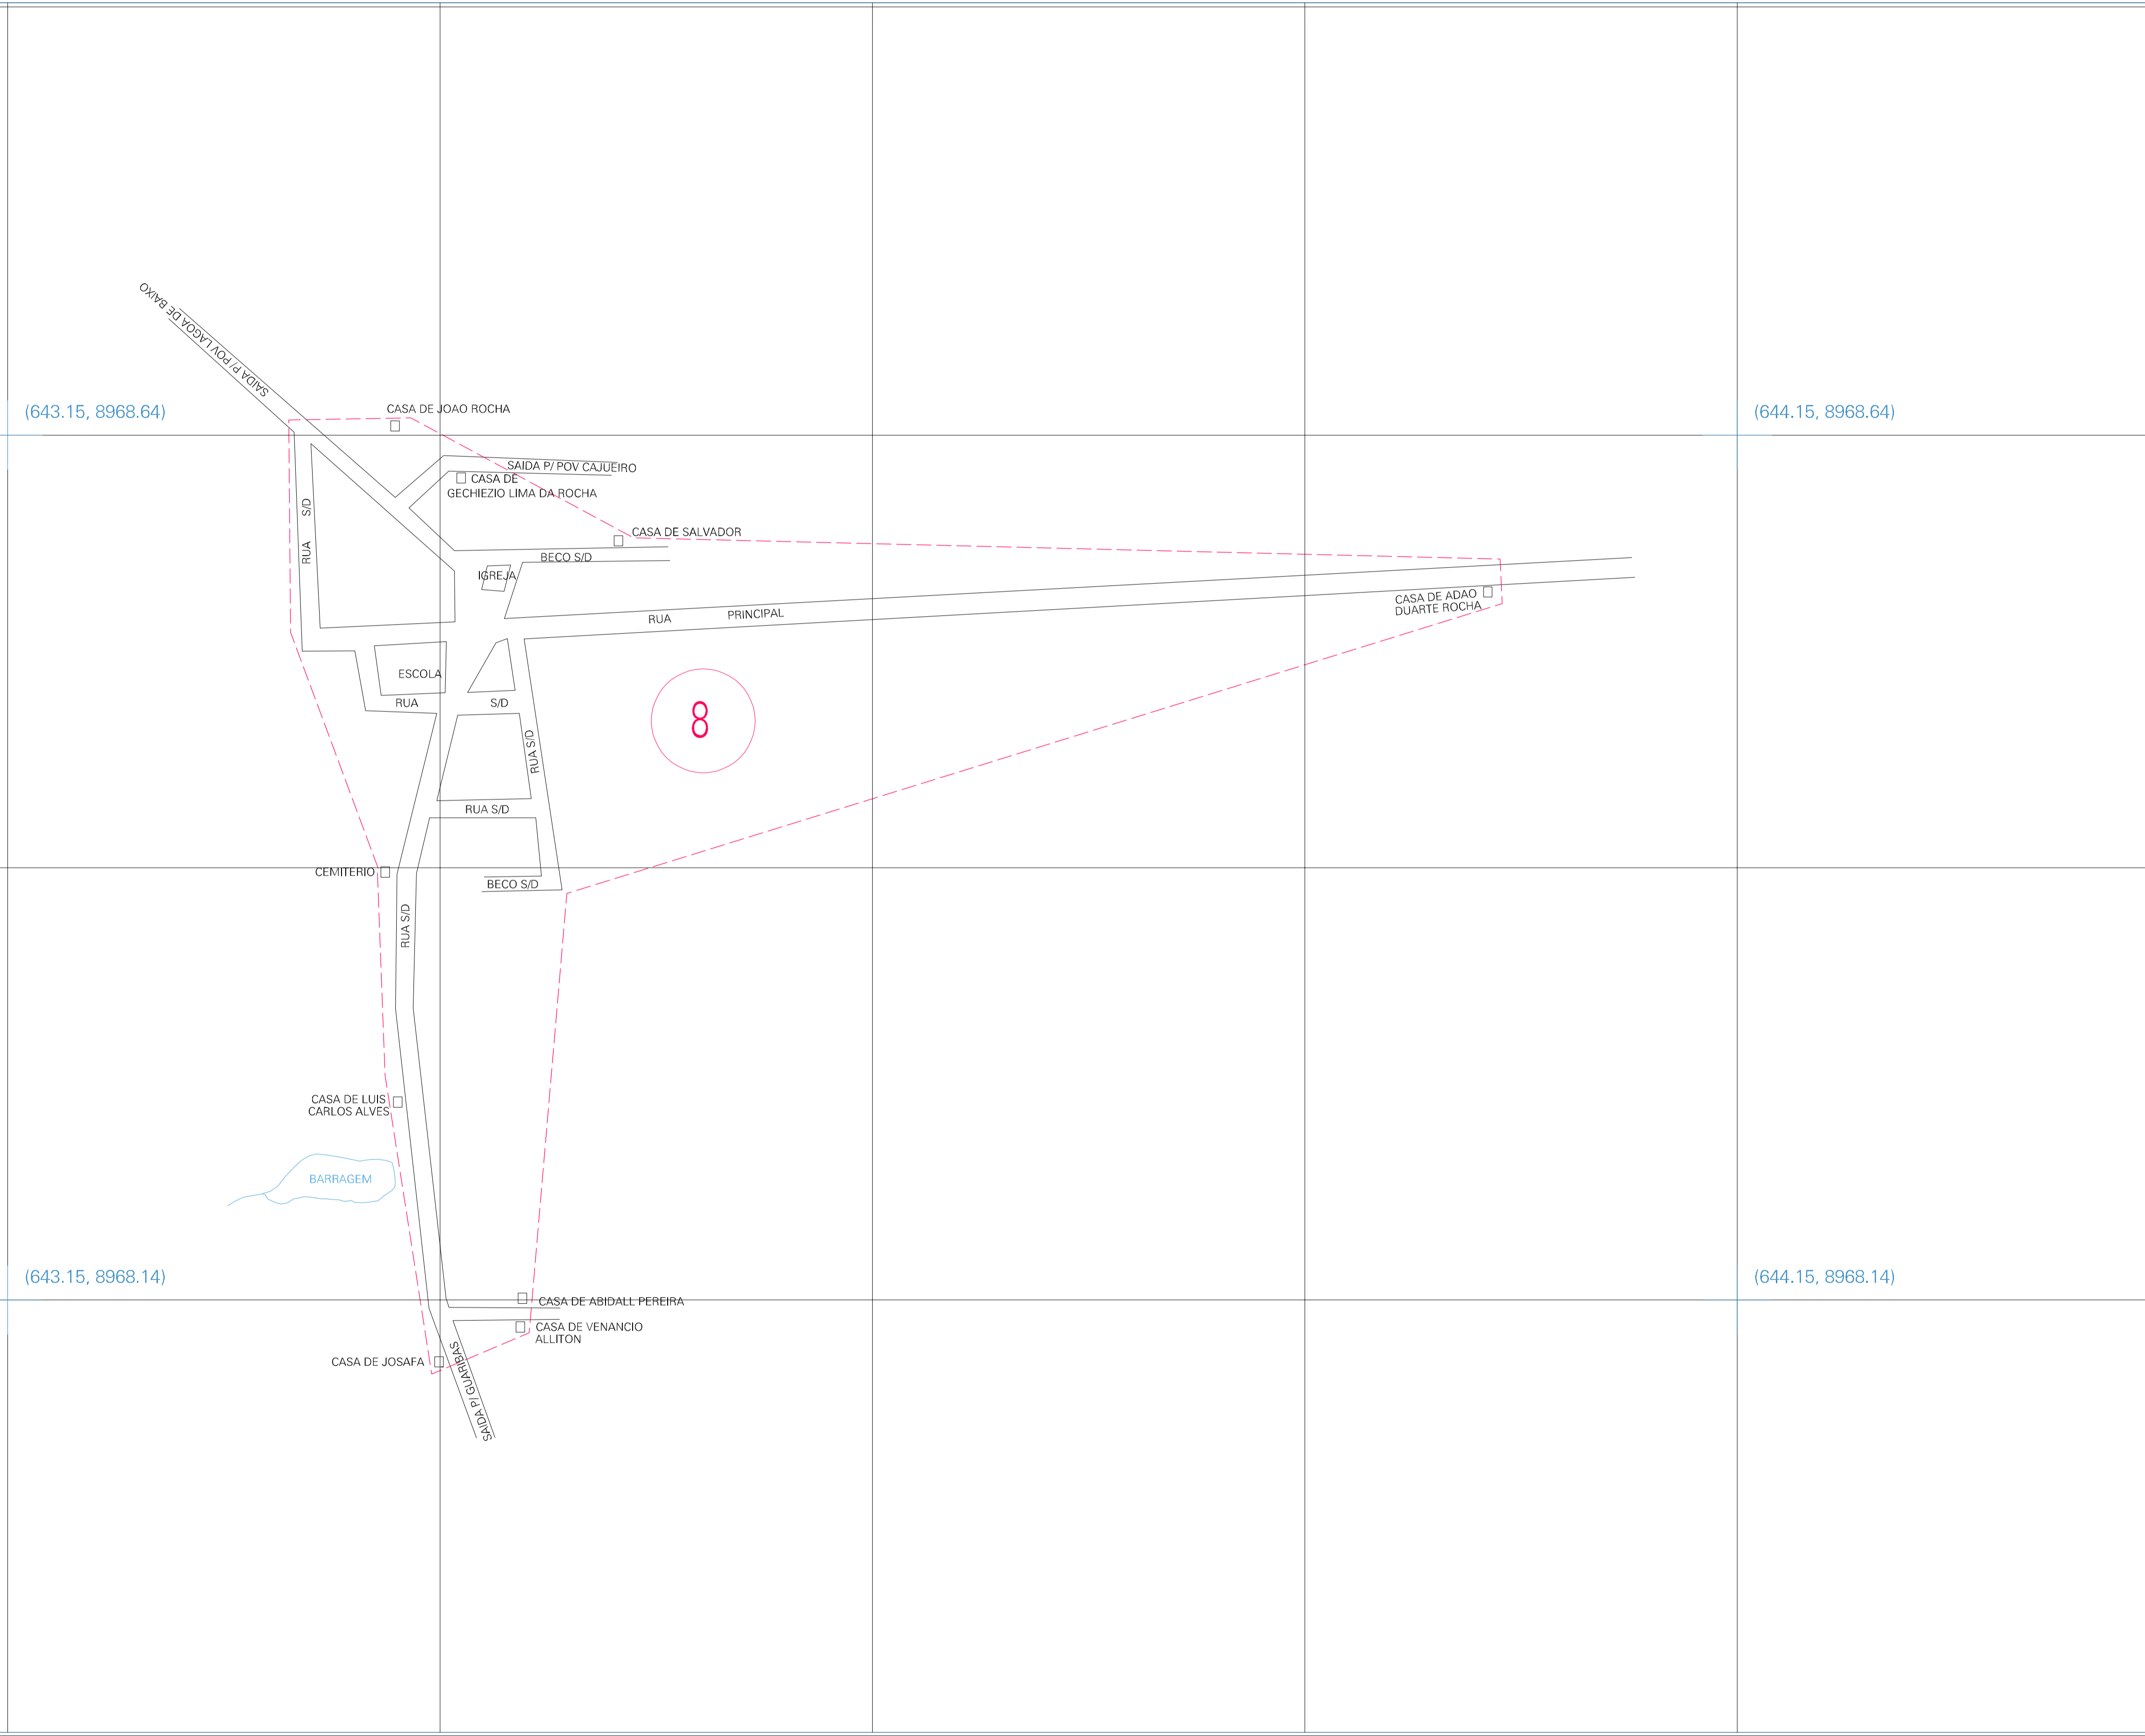 SAIDA P/ POV LAGOA DE BAIXO
(643.15, 8968.64)
CASA DE JOAO ROCHA
(644.15, 8968.64)
SAIDA P/ POV CAJUEIRO
CASA DE
GECHIEZIO LIMA DA ROCHA
RUA S/D
CASA DE SALVADOR
BECO S/D
IGREJA
CASA DE ADAO
DUARTE ROCHA
RUA PRINCIPAL
ESCOLA
RUA S/D
8
RUA S/D
RUA S/D
CEMITERIO
BECO S/D
RUA S/D
CASA DE LUIS
CARLOS ALVES
BARRAGEM
(643.15, 8968.14)
(644.15, 8968.14)
CASA DE ABIDALL PEREIRA
CASA DE VENANCIO
ALLITON
CASA DE JOSAFA
SAIDA P/ GUARIBAS